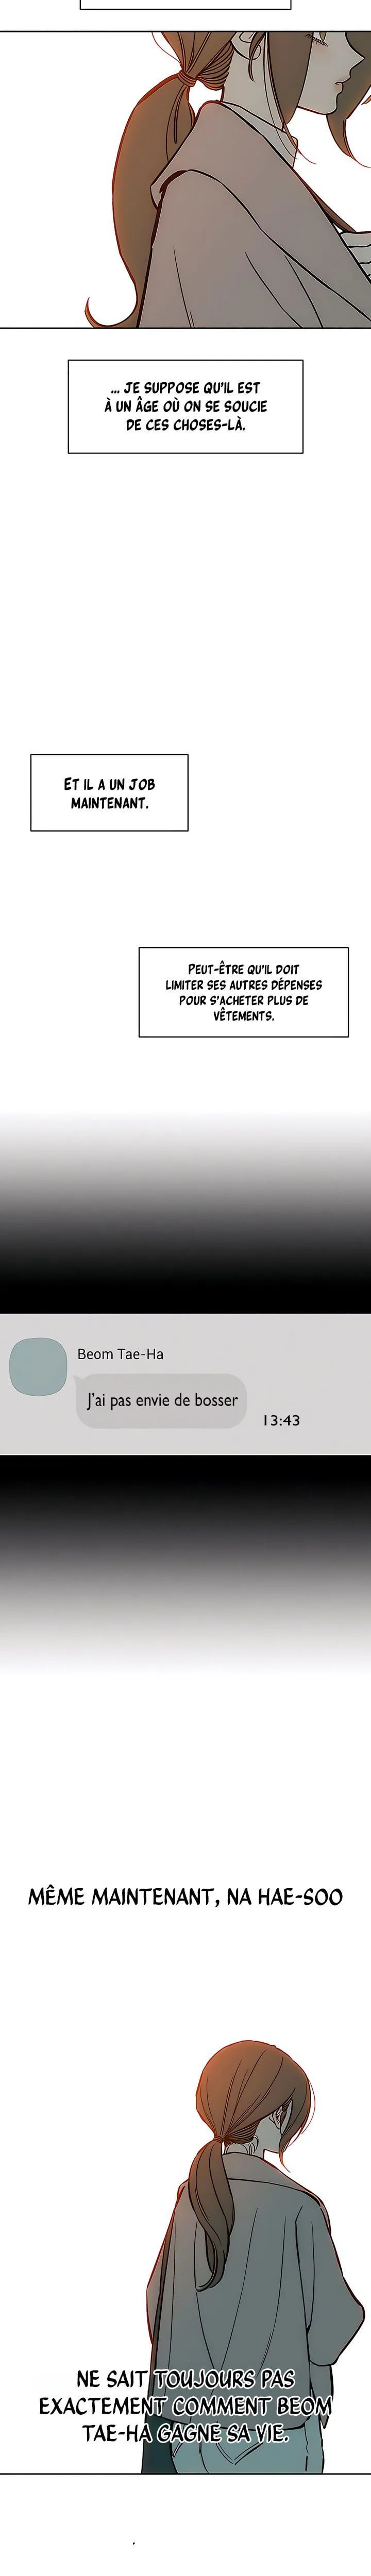 ... JE SUPPOSE QU'IL EST
À UN ÂGE OÙ ON SE SOUCIE
DE CES CHOSES-LÀ.
ET IL A UN JOB
MAINTENANT.
PEUT-ÊTRE QU'IL DOIT
LIMITER SES AUTRES DÉPENSES
POUR S'ACHETER PLUS DE
VÊTEMENTS.
Beom Tae-Ha
J'ai pas envie de bosser
13:43
MÊME MAINTENANT, NA HAE-SOO
NE SAIT TOUJOURS PAS
EXACTEMENT COMMENT BEOM
TAE-HA GAGNE SA VIE.